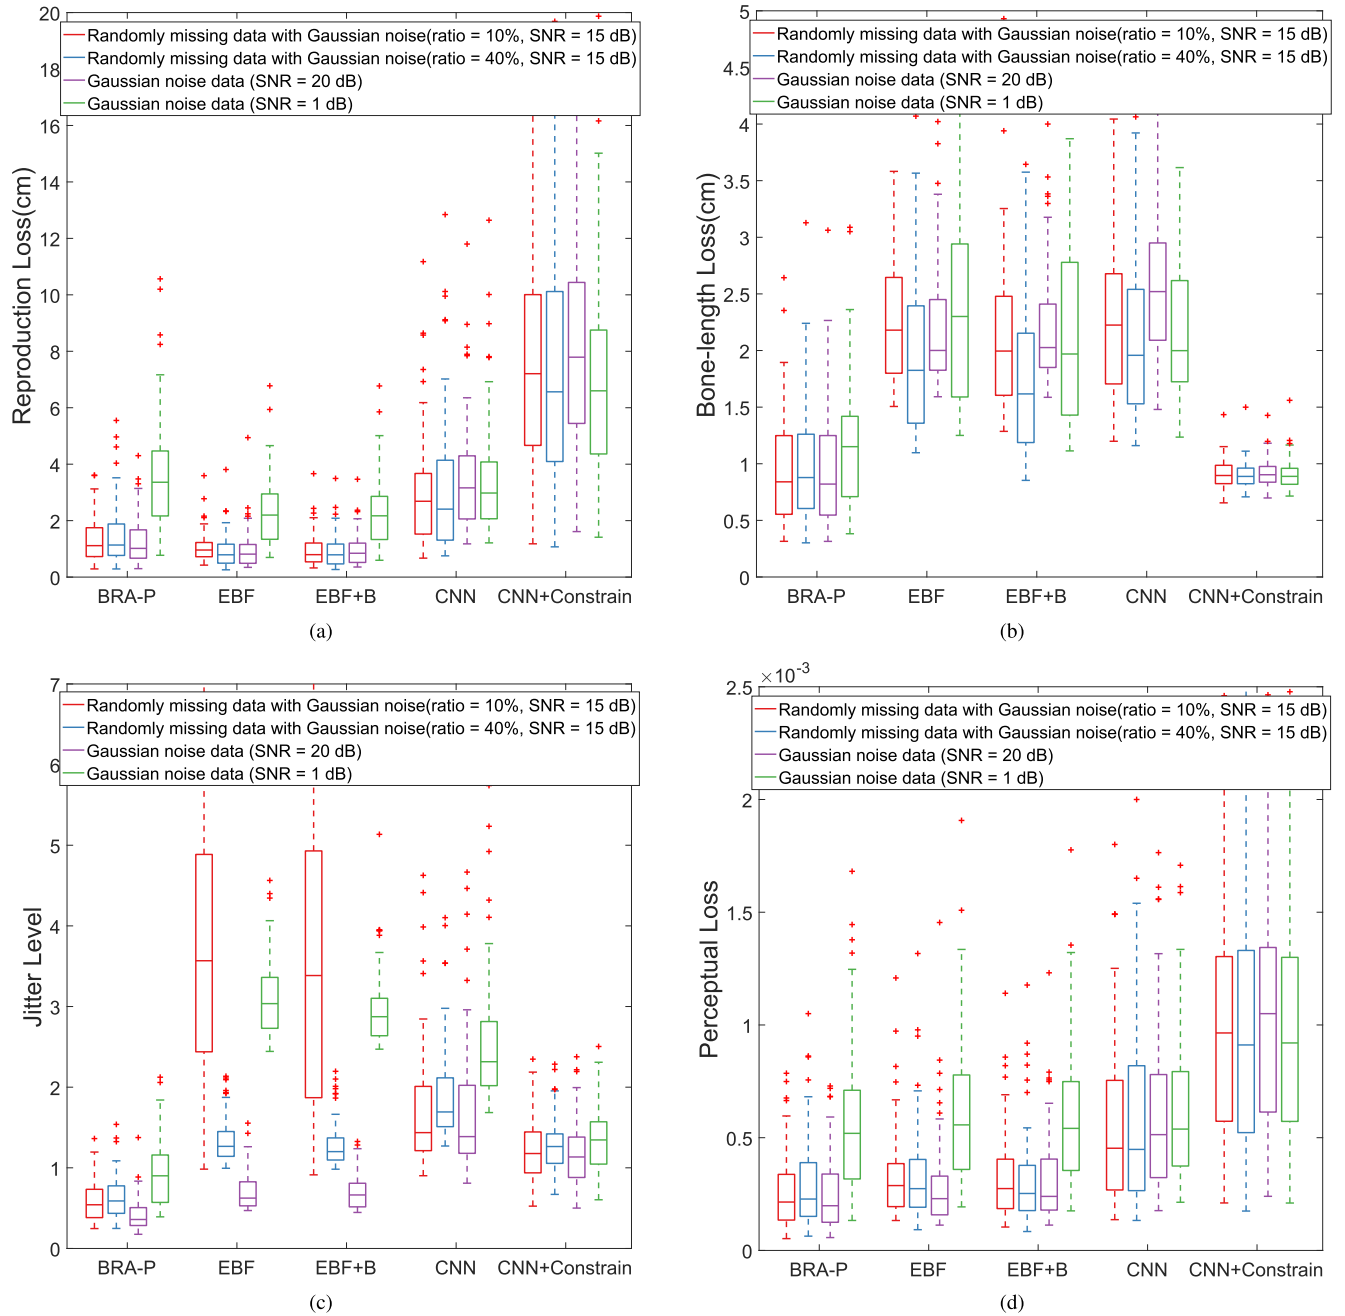 20
18
16
14
12
10
8
6
4
2
0
Reproduction Loss(cm)
Randomly missing data with Gaussian noise(ratio = 10%, SNR = 15 dB)
Randomly missing data with Gaussian noise(ratio = 40%, SNR = 15 dB)
Gaussian noise data (SNR = 20 dB)
Gaussian noise data (SNR = 1 dB)
BRA-P EBF EBF+B CNN CNN+Constrain
(a)
5
4.5
4
3.5
3
2.5
2
1.5
1
0.5
0
Bone-length Loss(cm)
Randomly missing data with Gaussian noise(ratio = 10%, SNR = 15 dB)
Randomly missing data with Gaussian noise(ratio = 40%, SNR = 15 dB)
Gaussian noise data (SNR = 20 dB)
Gaussian noise data (SNR = 1 dB)
BRA-P EBF EBF+B CNN CNN+Constrain
(b)
7
6
5
4
3
2
1
0
Jitter Level
Randomly missing data with Gaussian noise(ratio = 10%, SNR = 15 dB)
Randomly missing data with Gaussian noise(ratio = 40%, SNR = 15 dB)
Gaussian noise data (SNR = 20 dB)
Gaussian noise data (SNR = 1 dB)
BRA-P EBF EBF+B CNN CNN+Constrain
(c)
×10-3
2.5
2
1.5
1
0.5
0
Perceptual Loss
Randomly missing data with Gaussian noise(ratio = 10%, SNR = 15 dB)
Randomly missing data with Gaussian noise(ratio = 40%, SNR = 15 dB)
Gaussian noise data (SNR = 20 dB)
Gaussian noise data (SNR = 1 dB)
BRA-P EBF EBF+B CNN CNN+Constrain
(d)